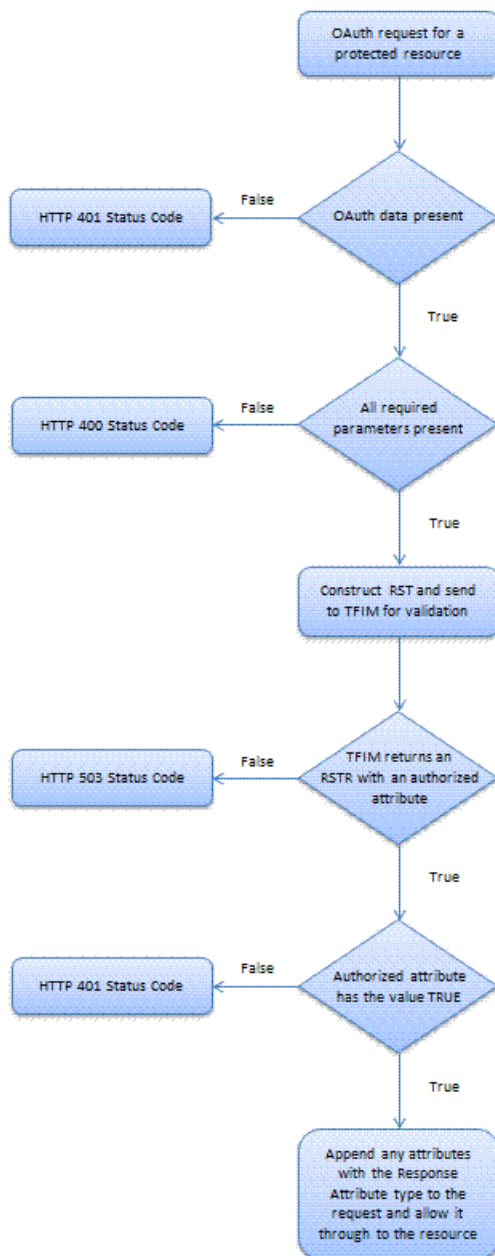 OAuth request for a
protected resource
False
HTTP 401 Status Code
OAuth data present
True
False
HTTP 400 Status Code
All required
parameters present
True
Construct RST and send
to TFIM for validation
False
HTTP 503 Status Code
TFIM returns an
RSTR with an authorized
attribute
True
False
HTTP 401 Status Code
Authorized attribute
has the value TRUE
True
Append any attributes
with the Response
Attribute type to the
request and allow it
through to the resource